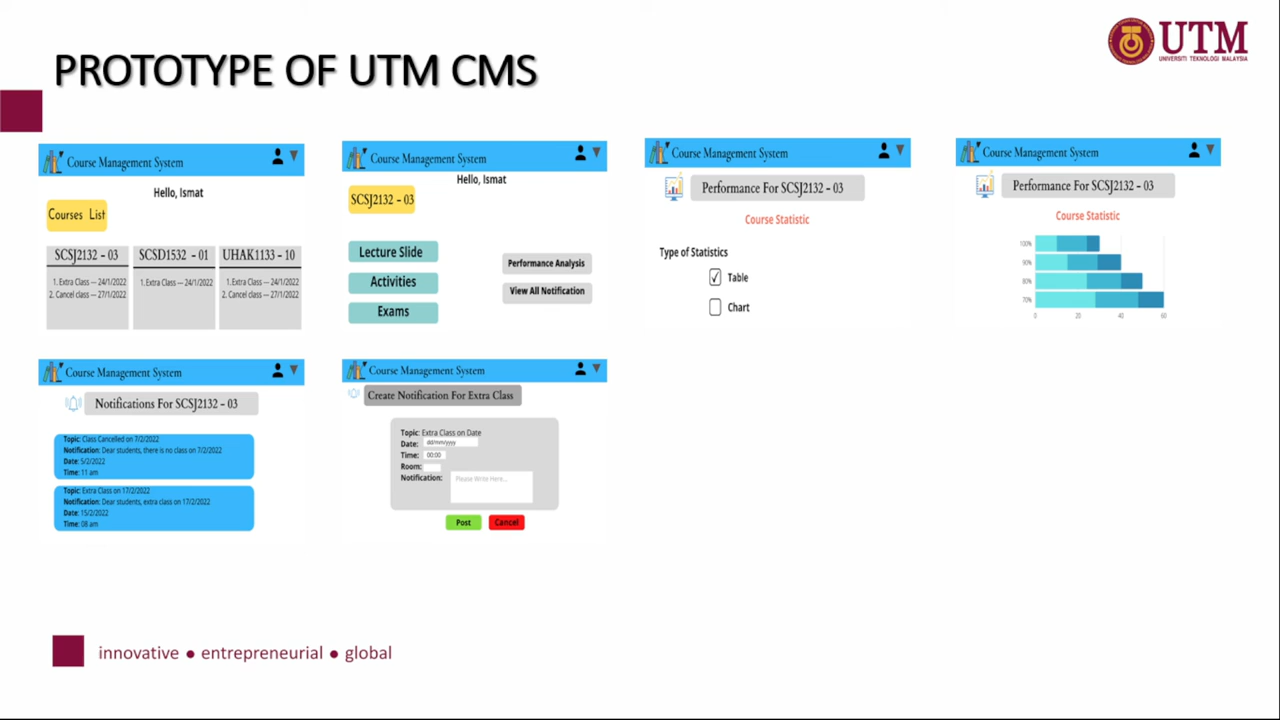 PROTOTYPE OF UTM CMS
UTM
UNIVERSITI TEKNOLOGI MALAYSIA
Course Management System
Hello, Ismat
Courses List
SCSJ2132 - 03
1. Extra Class -- 24/1/2022
2. Cancel class -- 27/1/2022
SCSD1532 - 01
1. Extra Class -- 24/1/2022
UHAK1133 - 10
1. Extra Class -- 24/1/2022
2. Cancel class -- 27/1/2022
Course Management System
Hello, Ismat
SCSJ2132 - 03
Lecture Slide
Activities
Exams
Performance Analysis
View All Notification
Course Management System
Performance For SCSJ2132 - 03
Course Statistic
Type of Statistics
Table
Chart
Course Management System
Performance For SCSJ2132 - 03
Course Statistic
100%
90%
80%
70%
0 20 40 60
Course Management System
Notifications For SCSJ2132 - 03
Topic: Class Cancelled on 7/2/2022
Notification: Dear students, there is no class on 7/2/2022
Date: 5/2/2022
Time: 11 am
Topic: Extra Class on 17/2/2022
Notification: Dear students, extra class on 17/2/2022
Date: 15/2/2022
Time: 08 am
Course Management System
Create Notification For Extra Class
Topic: Extra Class on Date
Date: dd/mm/yyyy
Time: 00:00
Room:
Notification: Please Write Here...
Post Cancel
innovative ● entrepreneurial ● global